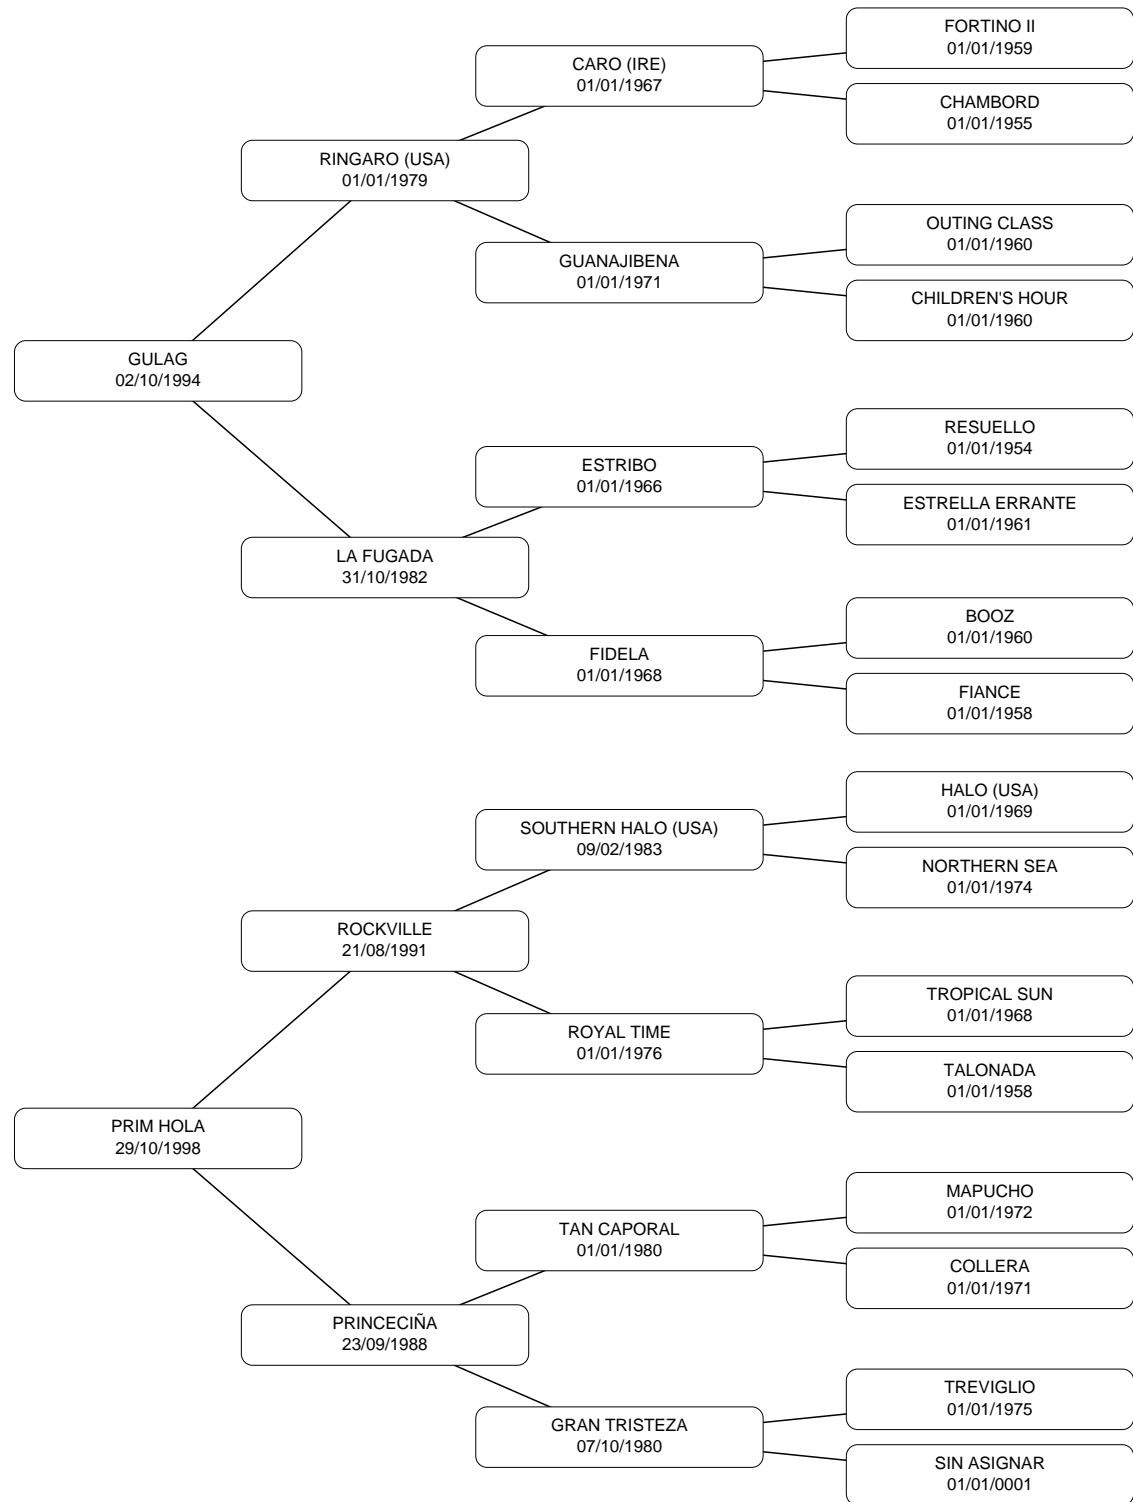 FORTINO II
01/01/1959
CARO (IRE)
01/01/1967
CHAMBORD
01/01/1955
RINGARO (USA)
01/01/1979
OUTING CLASS
01/01/1960
GUANAJIBENA
01/01/1971
CHILDREN'S HOUR
01/01/1960
GULAG
02/10/1994
RESUELLO
01/01/1954
ESTRIBO
01/01/1966
ESTRELLA ERRANTE
01/01/1961
LA FUGADA
31/10/1982
BOOZ
01/01/1960
FIDELA
01/01/1968
FIANCE
01/01/1958
HALO (USA)
01/01/1969
SOUTHERN HALO (USA)
09/02/1983
NORTHERN SEA
01/01/1974
ROCKVILLE
21/08/1991
TROPICAL SUN
01/01/1968
ROYAL TIME
01/01/1976
TALONADA
01/01/1958
PRIM HOLA
29/10/1998
MAPUCHO
01/01/1972
TAN CAPORAL
01/01/1980
COLLERA
01/01/1971
PRINCECIÑA
23/09/1988
TREVIGLIO
01/01/1975
GRAN TRISTEZA
07/10/1980
SIN ASIGNAR
01/01/0001